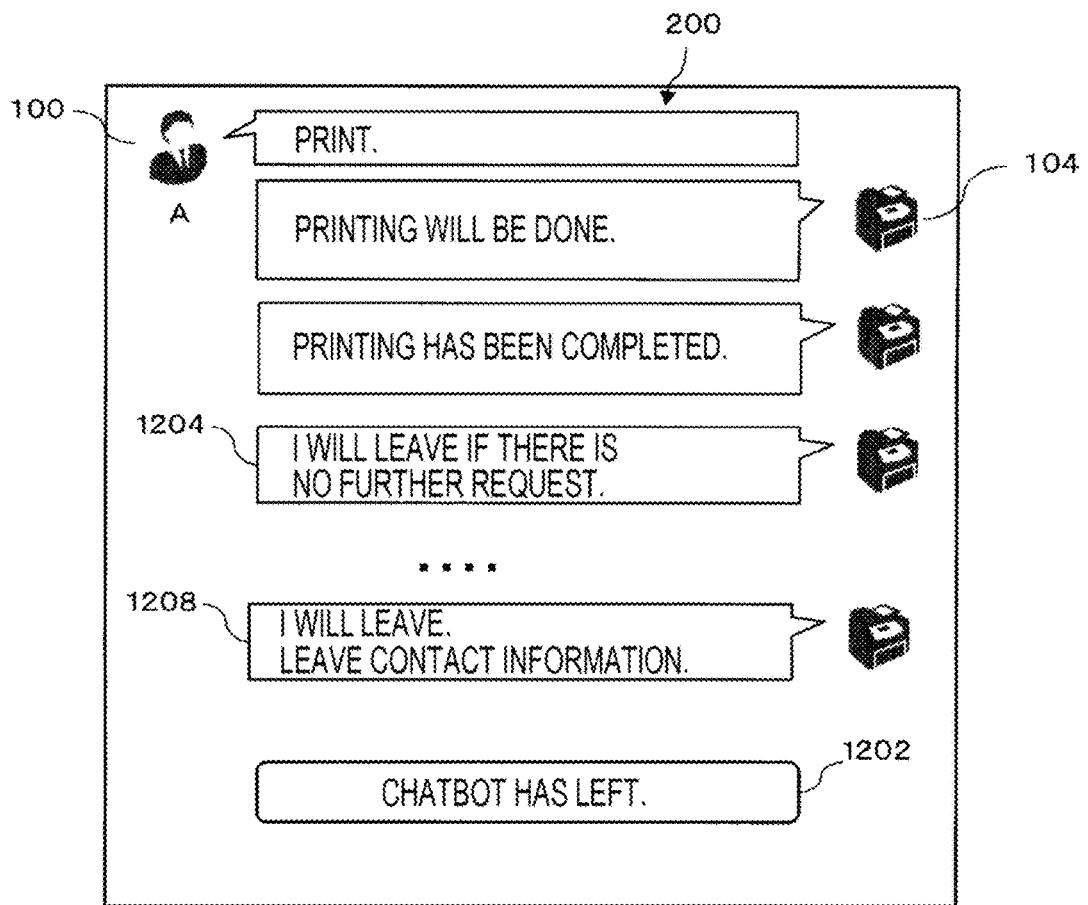 200
100
PRINT.
104
A
PRINTING WILL BE DONE.
PRINTING HAS BEEN COMPLETED.
1204
I WILL LEAVE IF THERE IS
NO FURTHER REQUEST.
....
1208
I WILL LEAVE.
LEAVE CONTACT INFORMATION.
1202
CHATBOT HAS LEFT.